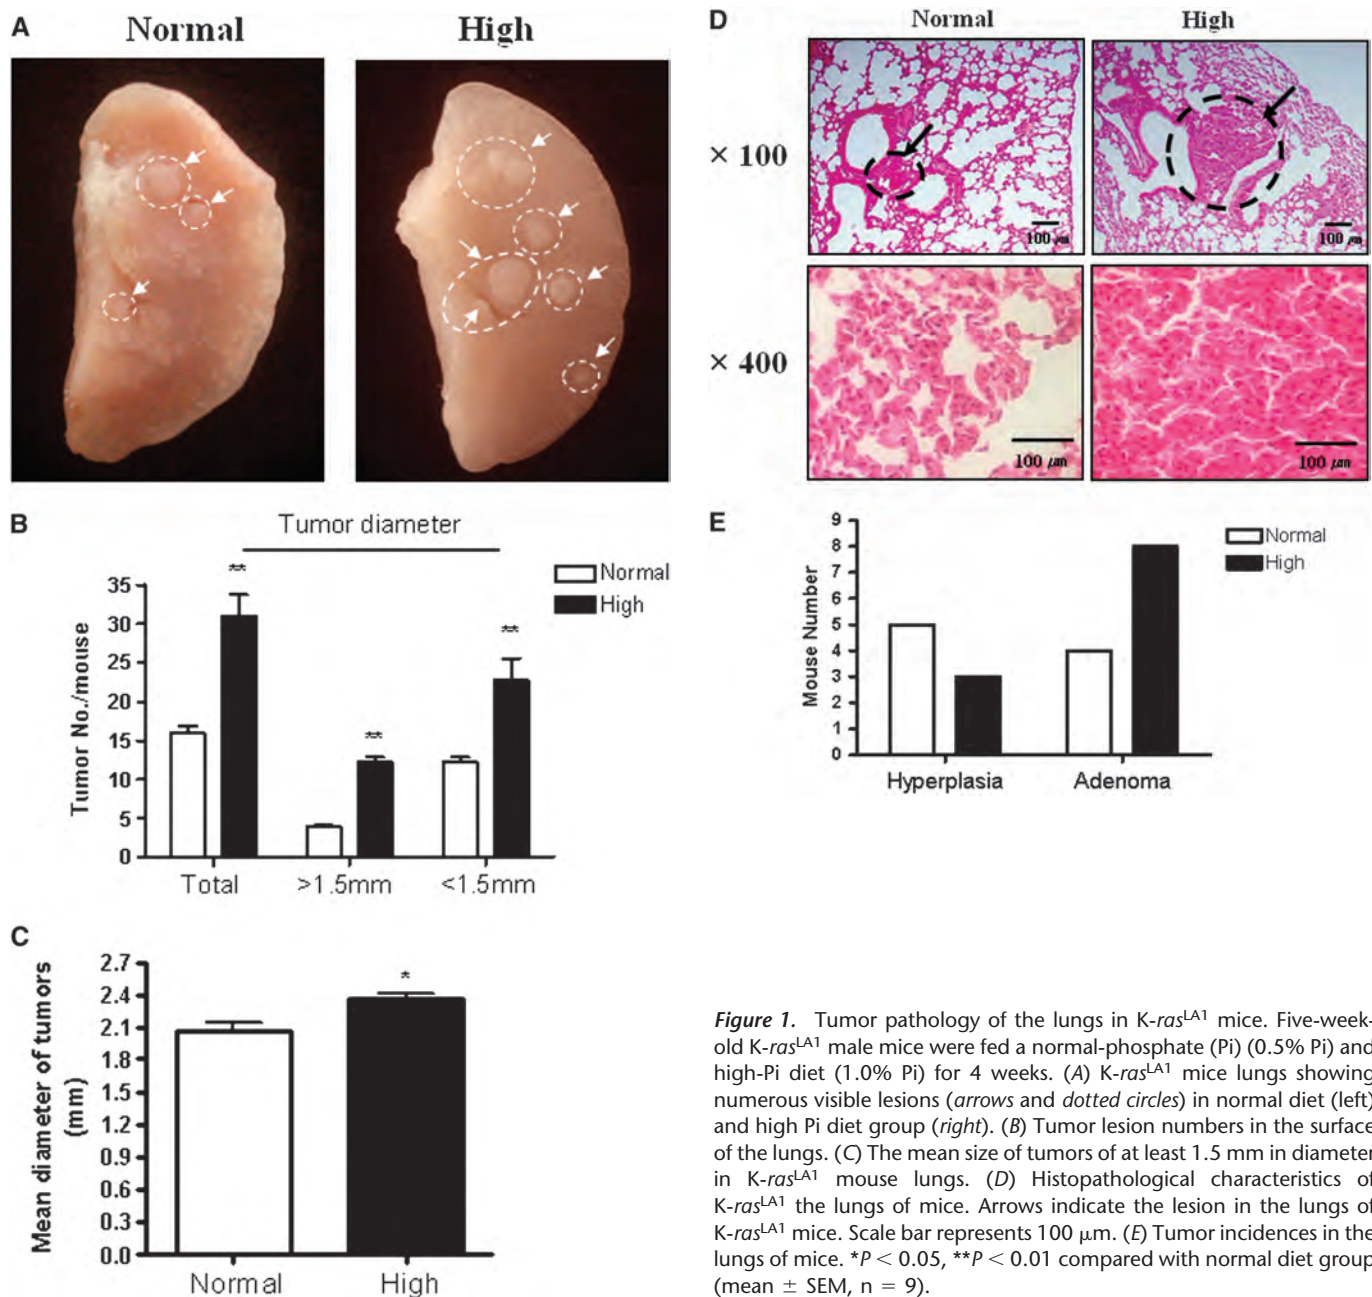 A
Normal
High
B
Tumor diameter
Normal
High
Tumor No./mouse
35
30
25
20
15
10
5
0
**
**
**
Total
>1.5mm
<1.5mm
C
Mean diameter of tumors
(mm)
2.7
2.4
2.1
1.8
1.5
1.2
0.9
0.6
0.3
0.0
*
Normal
High
D
Normal
High
× 100
100 μm
100 μm
× 400
100 μm
100 μm
E
Normal
High
Mouse Number
9
8
7
6
5
4
3
2
1
0
Hyperplasia
Adenoma
Figure 1. Tumor pathology of the lungs in K-rasLA1 mice. Five-week-
old K-rasLA1 male mice were fed a normal-phosphate (Pi) (0.5% Pi) and
high-Pi diet (1.0% Pi) for 4 weeks. (A) K-rasLA1 mice lungs showing
numerous visible lesions (arrows and dotted circles) in normal diet (left)
and high Pi diet group (right). (B) Tumor lesion numbers in the surface
of the lungs. (C) The mean size of tumors of at least 1.5 mm in diameter
in K-rasLA1 mouse lungs. (D) Histopathological characteristics of
K-rasLA1 the lungs of mice. Arrows indicate the lesion in the lungs of
K-rasLA1 mice. Scale bar represents 100 μm. (E) Tumor incidences in the
lungs of mice. *P < 0.05, **P < 0.01 compared with normal diet group
(mean ± SEM, n = 9).